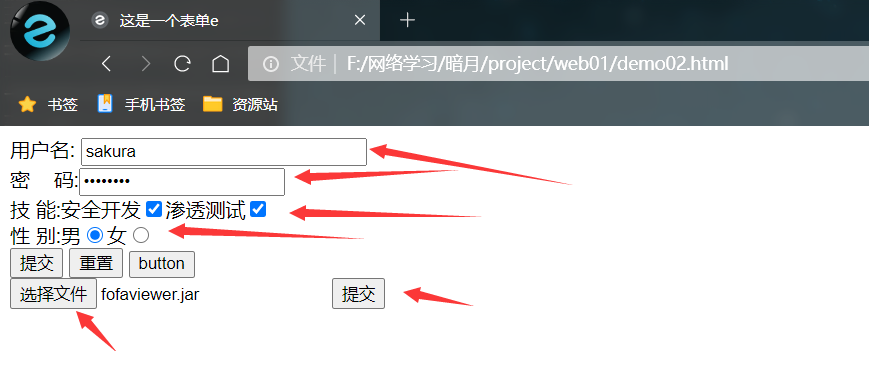 这是一个表单e
文件 F:/网络学习/暗月/project/web01/demo02.html
书签 手机书签 资源站
用户名: sakura
密 码:••••••••
技 能:安全开发 渗透测试
性 别:男 女
提交 重置 button
选择文件 fofaviewer.jar 提交